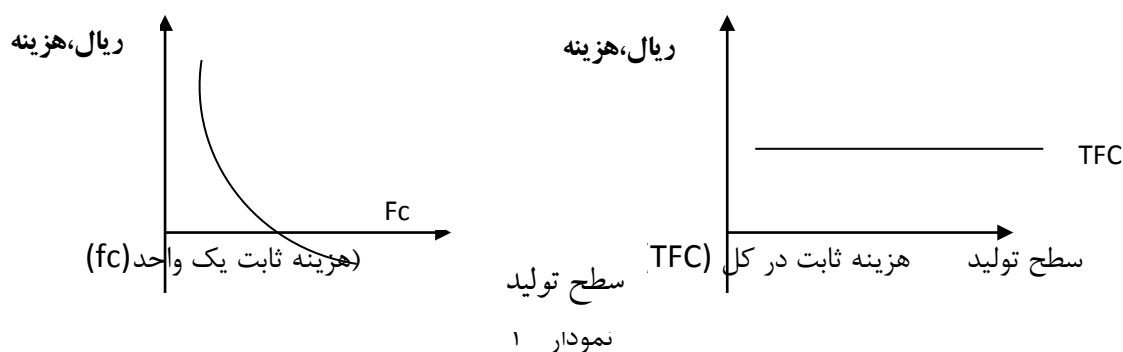 ریال،هزینه
ریال،هزینه
TFC
Fc
سطح تولید
هزینه ثابت در کل (TFC
(هزینه ثابت یک واحد(fc)
سطح تولید
نمودار ۱